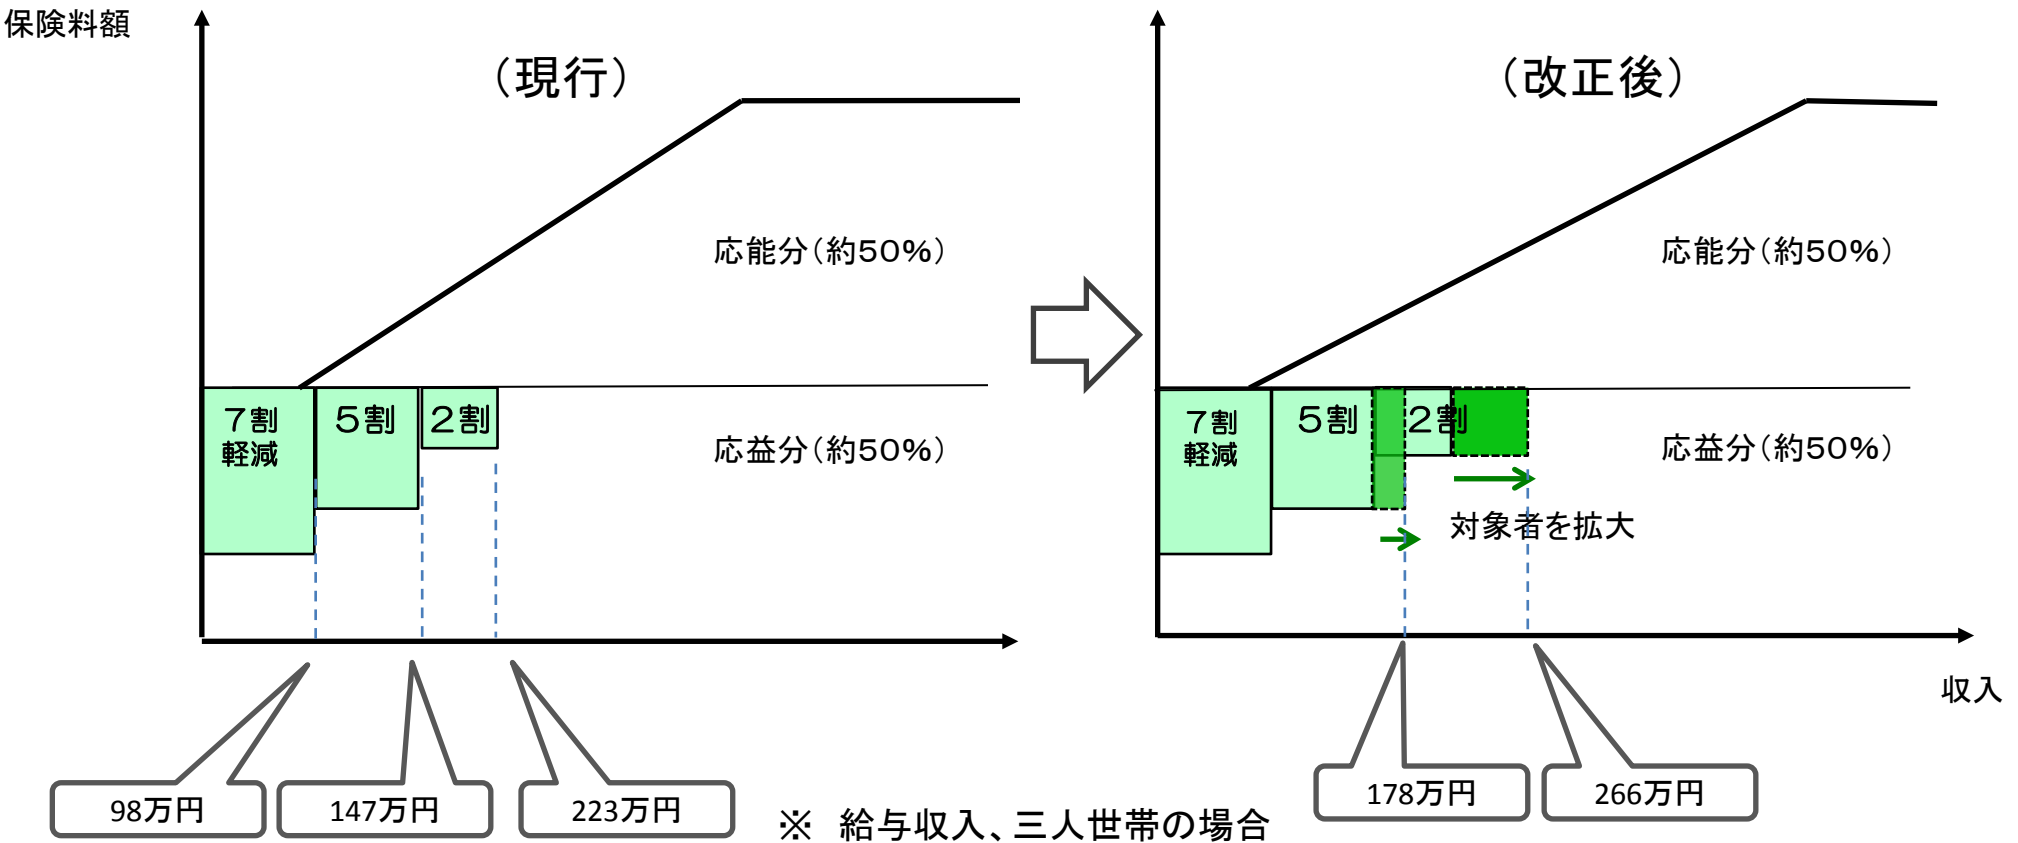 保険料額
（現行）
応能分（約５０％）
７割
軽減
５割
２割
応益分（約５０％）
98万円
147万円
223万円
（改正後）
応能分（約５０％）
７割
軽減
５割
２割
応益分（約５０％）
対象者を拡大
収入
178万円
266万円
※　給与収入、三人世帯の場合